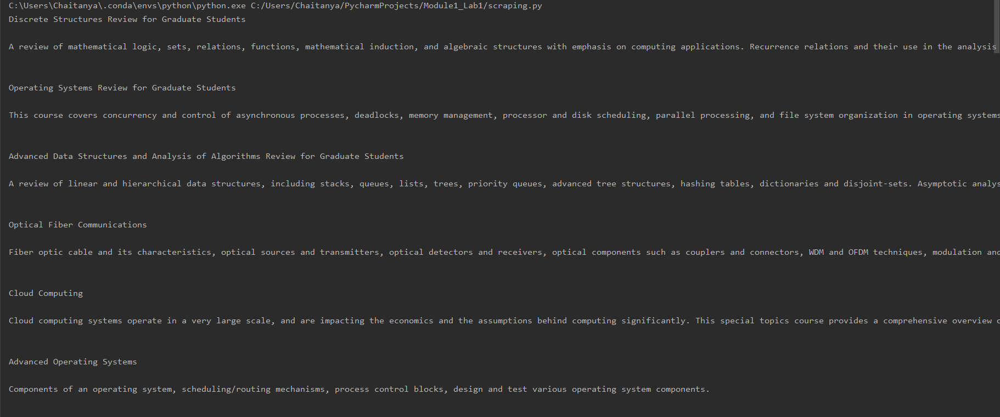 C:\Users\Chaitanya\.conda\envs\python\python.exe C:/Users/Chaitanya/PycharmProjects/Module1_Lab1/scraping.py
Discrete Structures Review for Graduate Students
A review of mathematical logic, sets, relations, functions, mathematical induction, and algebraic structures with emphasis on computing applications. Recurrence relations and their use in the analysis
Operating Systems Review for Graduate Students
This course covers concurrency and control of asynchronous processes, deadlocks, memory management, processor and disk scheduling, parallel processing, and file system organization in operating systems
Advanced Data Structures and Analysis of Algorithms Review for Graduate Students
A review of linear and hierarchical data structures, including stacks, queues, lists, trees, priority queues, advanced tree structures, hashing tables, dictionaries and disjoint-sets. Asymptotic analys
Optical Fiber Communications
Fiber optic cable and its characteristics, optical sources and transmitters, optical detectors and receivers, optical components such as couplers and connectors, WDM and OFDM techniques, modulation and
Cloud Computing
Cloud computing systems operate in a very large scale, and are impacting the economics and the assumptions behind computing significantly. This special topics course provides a comprehensive overview
Advanced Operating Systems
Components of an operating system, scheduling/routing mechanisms, process control blocks, design and test various operating system components.